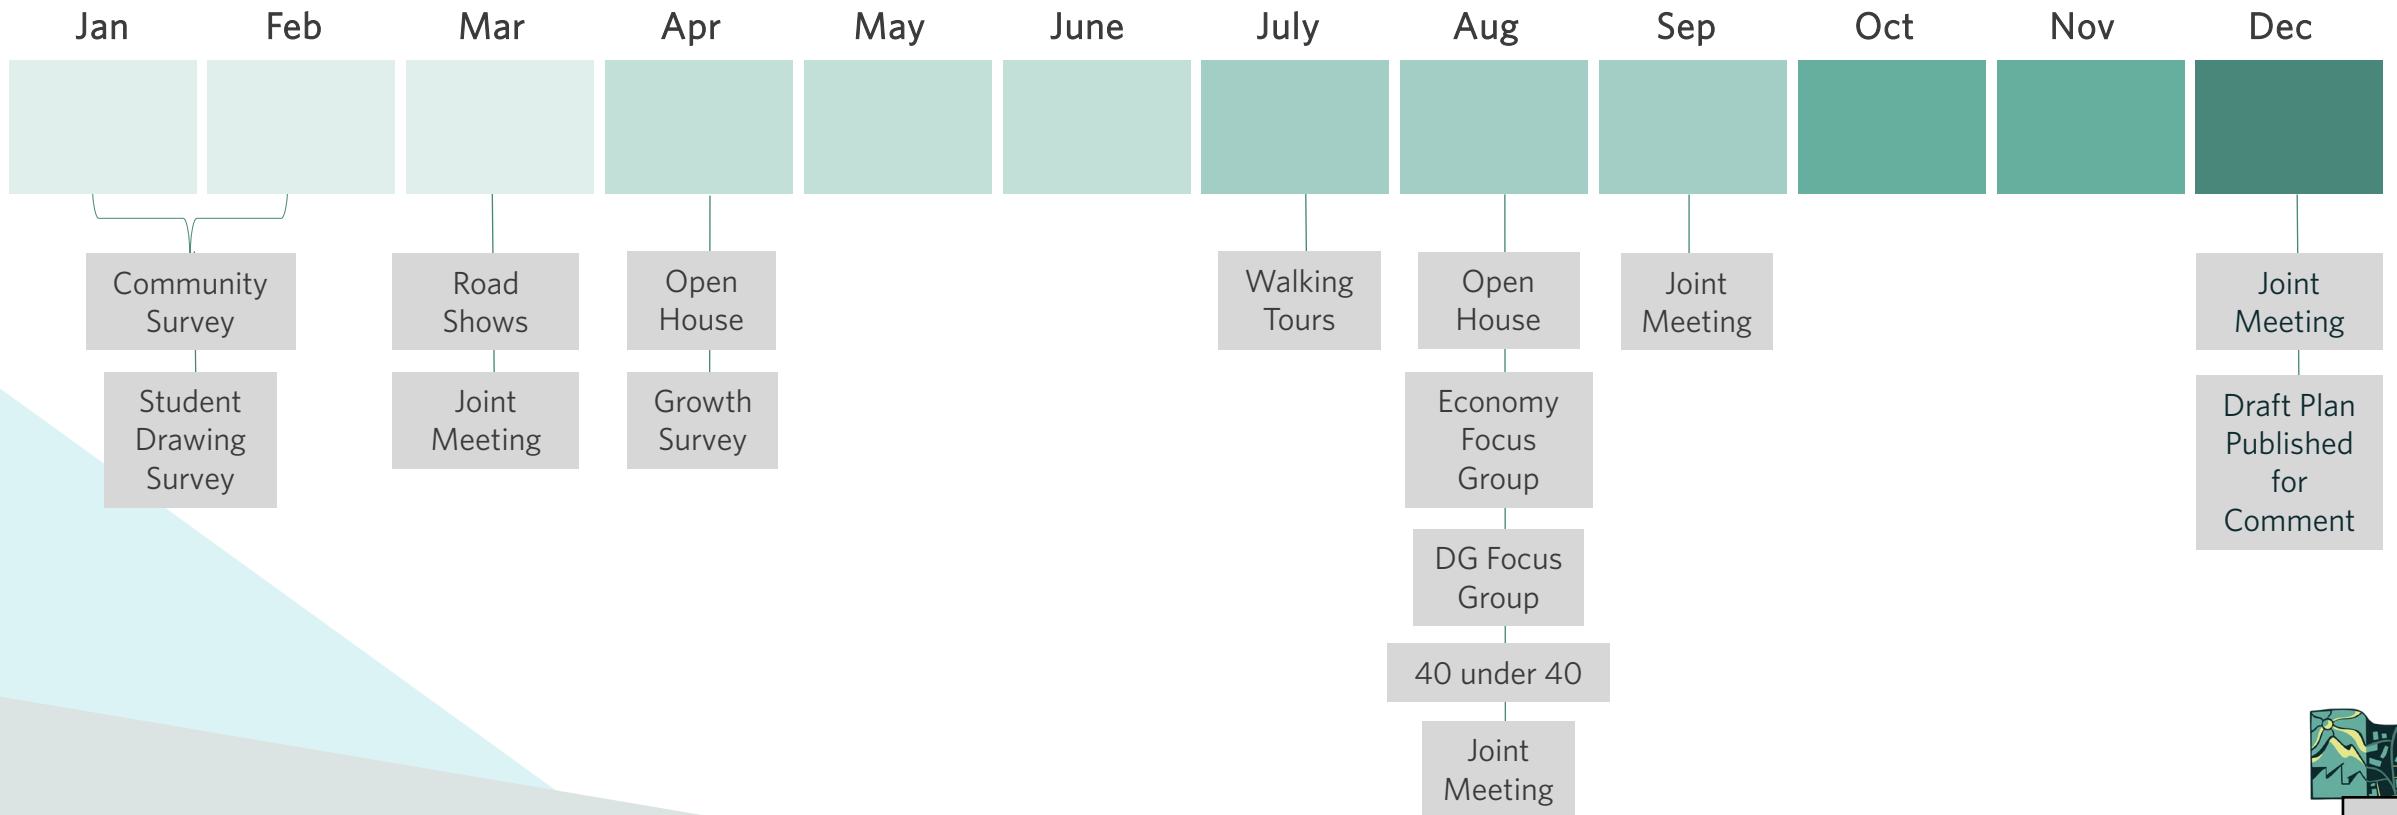 Jan Feb Mar Apr May June July Aug Sep Oct Nov Dec
Community
Survey
Student
Drawing
Survey
Road
Shows
Joint
Meeting
Open
House
Growth
Survey
Walking
Tours
Open
House
Economy
Focus
Group
DG Focus
Group
40 under 40
Joint
Meeting
Joint
Meeting
Joint
Meeting
Draft Plan
Published
for
Comment